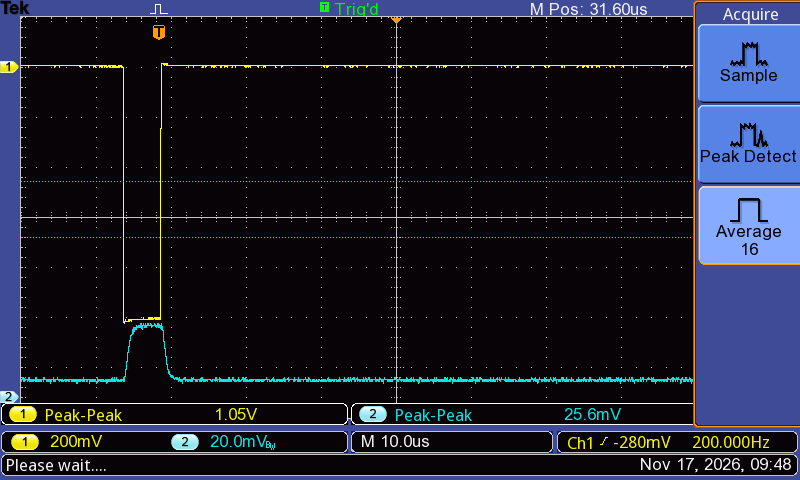 Tek Trig'd M Pos: 31.60us
T
T
Acquire
Sample
Peak Detect
Average
16
1
2
1 Peak-Peak 1.05V 2 Peak-Peak 25.6mV
1 200mV 2 20.0mVBW M 10.0us Ch1 -280mV 200.000Hz
Please wait.... Nov 17, 2026, 09:48